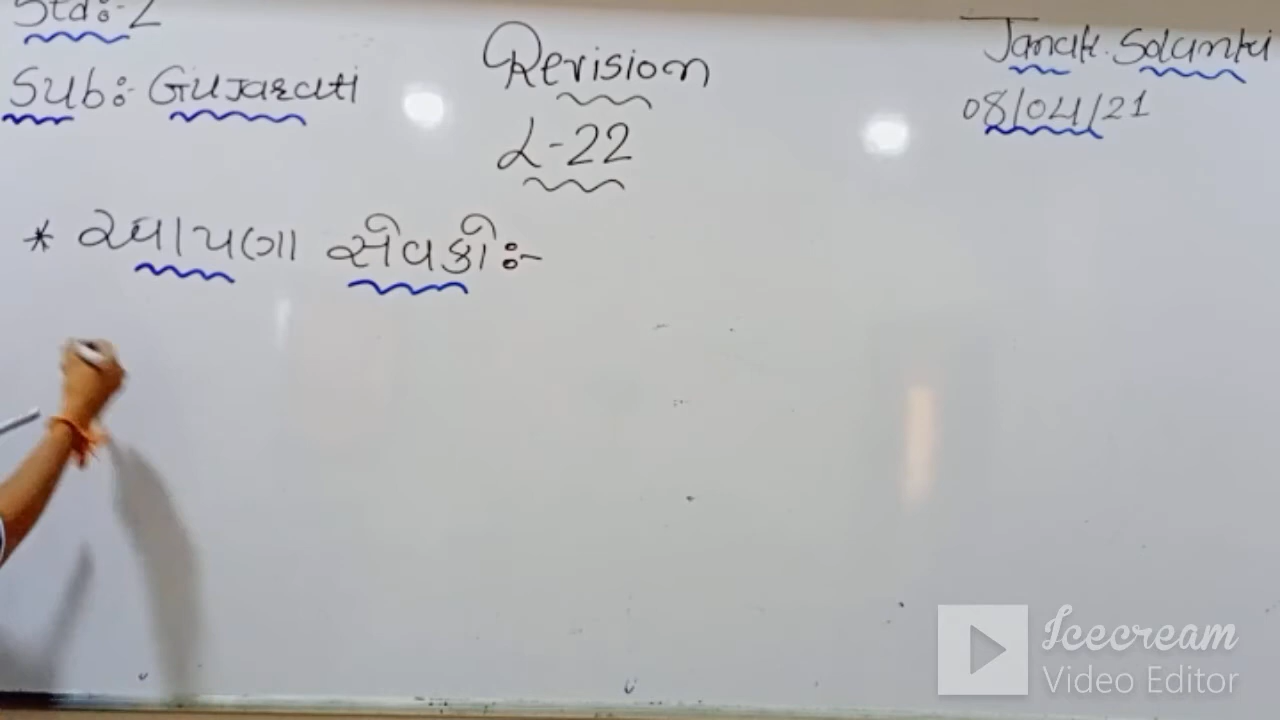 Std:- 2
Sub:- Gujarati
Revision
L-22
Janak. Solanki
08/04/21
* આપણા સેવકો:-
Icecream
Video Editor